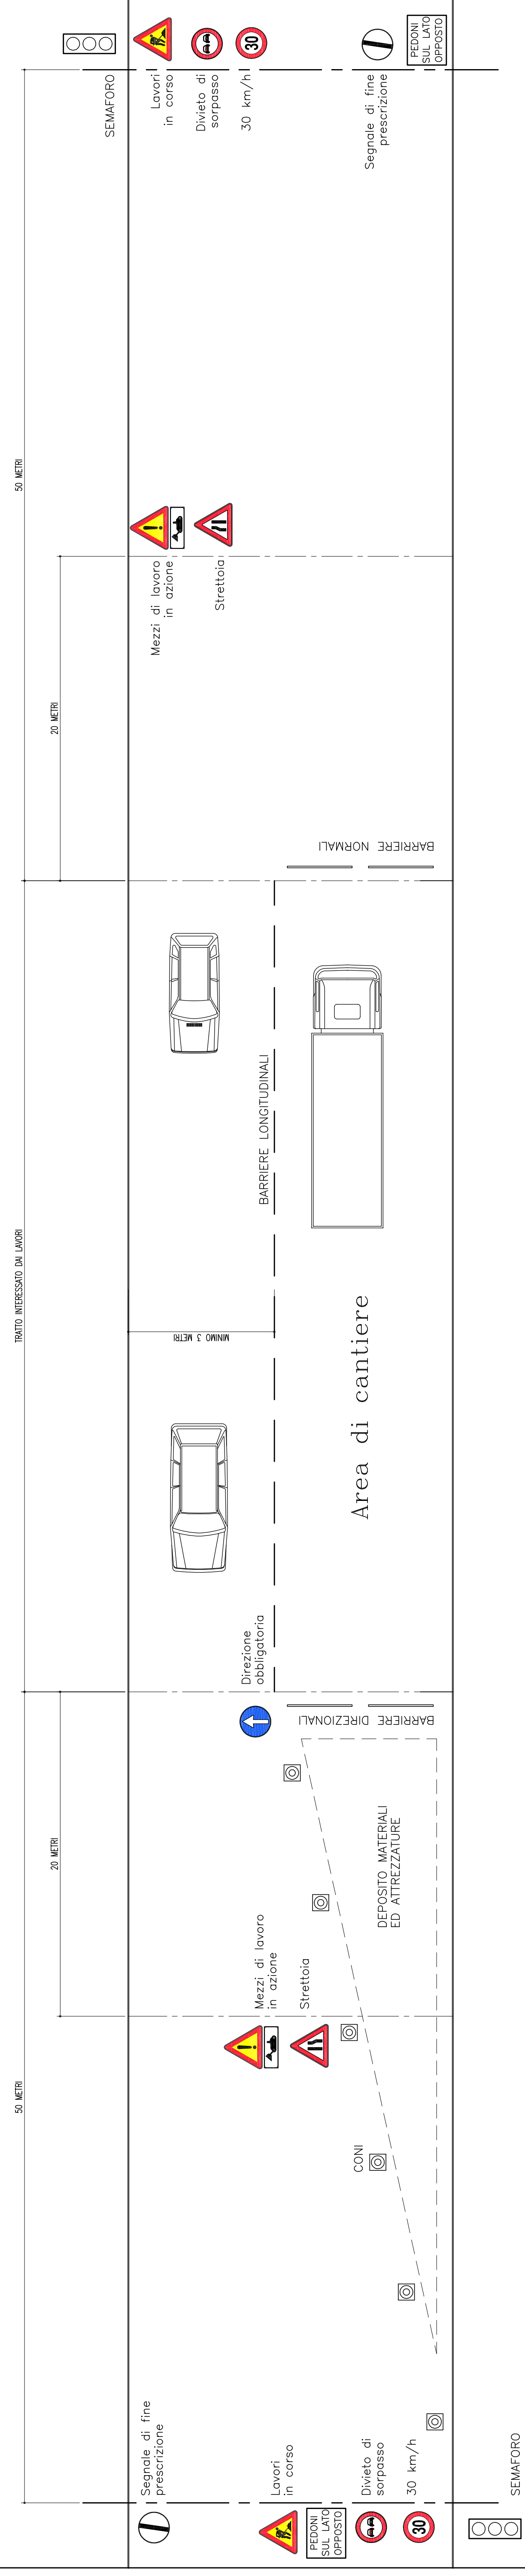 SEMAFORO
Lavori
in corso
Divieto di
sorpasso
30 km/h
30
Segnale di fine
prescrizione
PEDONI
SUL LATO
OPPOSTO
50 METRI
Mezzi di lavoro
in azione
Strettoia
20 METRI
BARRIERE NORMALI
TRATTO INTERESSATO DAI LAVORI
BARRIERE LONGITUDINALI
MINIMO 3 METRI
Area di cantiere
Direzione
obbligatoria
BARRIERE DIREZIONALI
DEPOSITO MATERIALI
ED ATTREZZATURE
20 METRI
Mezzi di lavoro
in azione
Strettoia
50 METRI
CONI
Segnale di fine
prescrizione
Lavori
in corso
PEDONI
SUL LATO
OPPOSTO
Divieto di
sorpasso
30 km/h
30
SEMAFORO